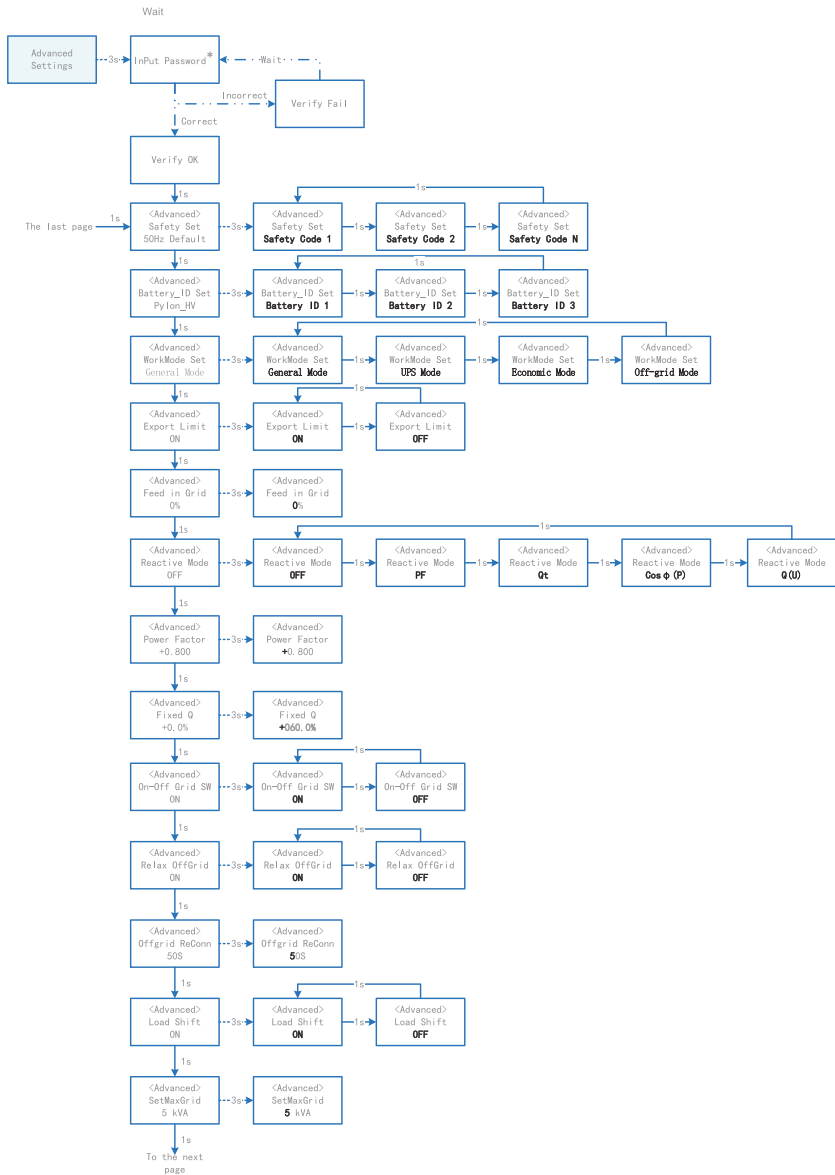 Wait
Advanced
Settings
3s
InPut Password*
Wait
Incorrect
Verify Fail
Correct
Verify OK
1s
The last page
1s
<Advanced>
Safety Set
50Hz Default
3s
<Advanced>
Safety Set
Safety Code 1
1s
<Advanced>
Safety Set
Safety Code 2
1s
<Advanced>
Safety Set
Safety Code N
1s
1s
<Advanced>
Battery_ID Set
Pylon_HV
3s
<Advanced>
Battery_ID Set
Battery ID 1
1s
<Advanced>
Battery_ID Set
Battery ID 2
1s
<Advanced>
Battery_ID Set
Battery ID 3
1s
1s
<Advanced>
WorkMode Set
General Mode
3s
<Advanced>
WorkMode Set
General Mode
1s
<Advanced>
WorkMode Set
UPS Mode
1s
<Advanced>
WorkMode Set
Economic Mode
1s
<Advanced>
WorkMode Set
Off-grid Mode
1s
1s
<Advanced>
Export Limit
ON
3s
<Advanced>
Export Limit
ON
1s
<Advanced>
Export Limit
OFF
1s
1s
<Advanced>
Feed in Grid
0%
3s
<Advanced>
Feed in Grid
0%
1s
<Advanced>
Reactive Mode
OFF
3s
<Advanced>
Reactive Mode
OFF
1s
<Advanced>
Reactive Mode
PF
1s
<Advanced>
Reactive Mode
Qt
1s
<Advanced>
Reactive Mode
Cosφ(P)
1s
<Advanced>
Reactive Mode
Q(U)
1s
1s
<Advanced>
Power Factor
+0.800
3s
<Advanced>
Power Factor
+0.800
1s
<Advanced>
Fixed Q
+0.0%
3s
<Advanced>
Fixed Q
+060.0%
1s
<Advanced>
On-Off Grid SW
ON
3s
<Advanced>
On-Off Grid SW
ON
1s
<Advanced>
On-Off Grid SW
OFF
1s
1s
<Advanced>
Relax OffGrid
ON
3s
<Advanced>
Relax OffGrid
ON
1s
<Advanced>
Relax OffGrid
OFF
1s
1s
<Advanced>
Offgrid ReConn
50S
3s
<Advanced>
Offgrid ReConn
50S
1s
<Advanced>
Load Shift
ON
3s
<Advanced>
Load Shift
ON
1s
<Advanced>
Load Shift
OFF
1s
1s
<Advanced>
SetMaxGrid
5 kVA
3s
<Advanced>
SetMaxGrid
5 kVA
1s
To the next
page